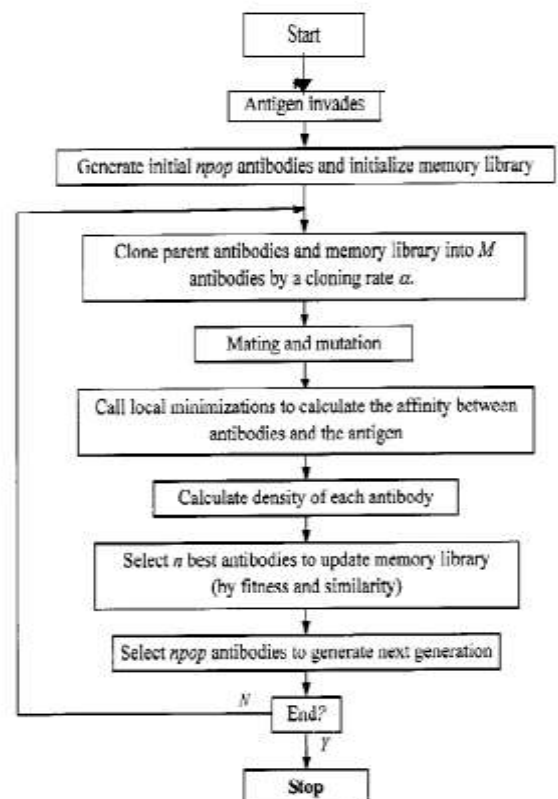 Start
Antigen invades
Generate initial npop antibodies and initialize memory library
Clone parent antibodies and memory library into M
antibodies by a cloning rate α.
Mating and mutation
Call local minimizations to calculate the affinity between
antibodies and the antigen
Calculate density of each antibody
Select n best antibodies to update memory library
(by fitness and similarity)
Select npop antibodies to generate next generation
N
End?
Y
Stop